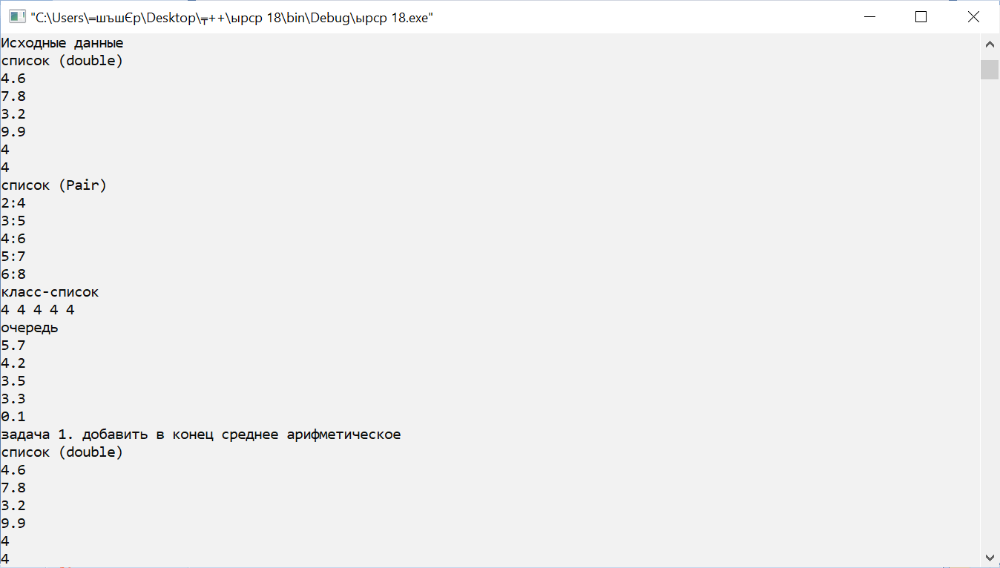 "C:\Users\═шъшЄр\Desktop\╤++\ырср 18\bin\Debug\ырср 18.exe"
Исходные данные
список (double)
4.6
7.8
3.2
9.9
4
4
список (Pair)
2:4
3:5
4:6
5:7
6:8
класс-список
4 4 4 4 4
очередь
5.7
4.2
3.5
3.3
0.1
задача 1. добавить в конец среднее арифметическое
список (double)
4.6
7.8
3.2
9.9
4
4